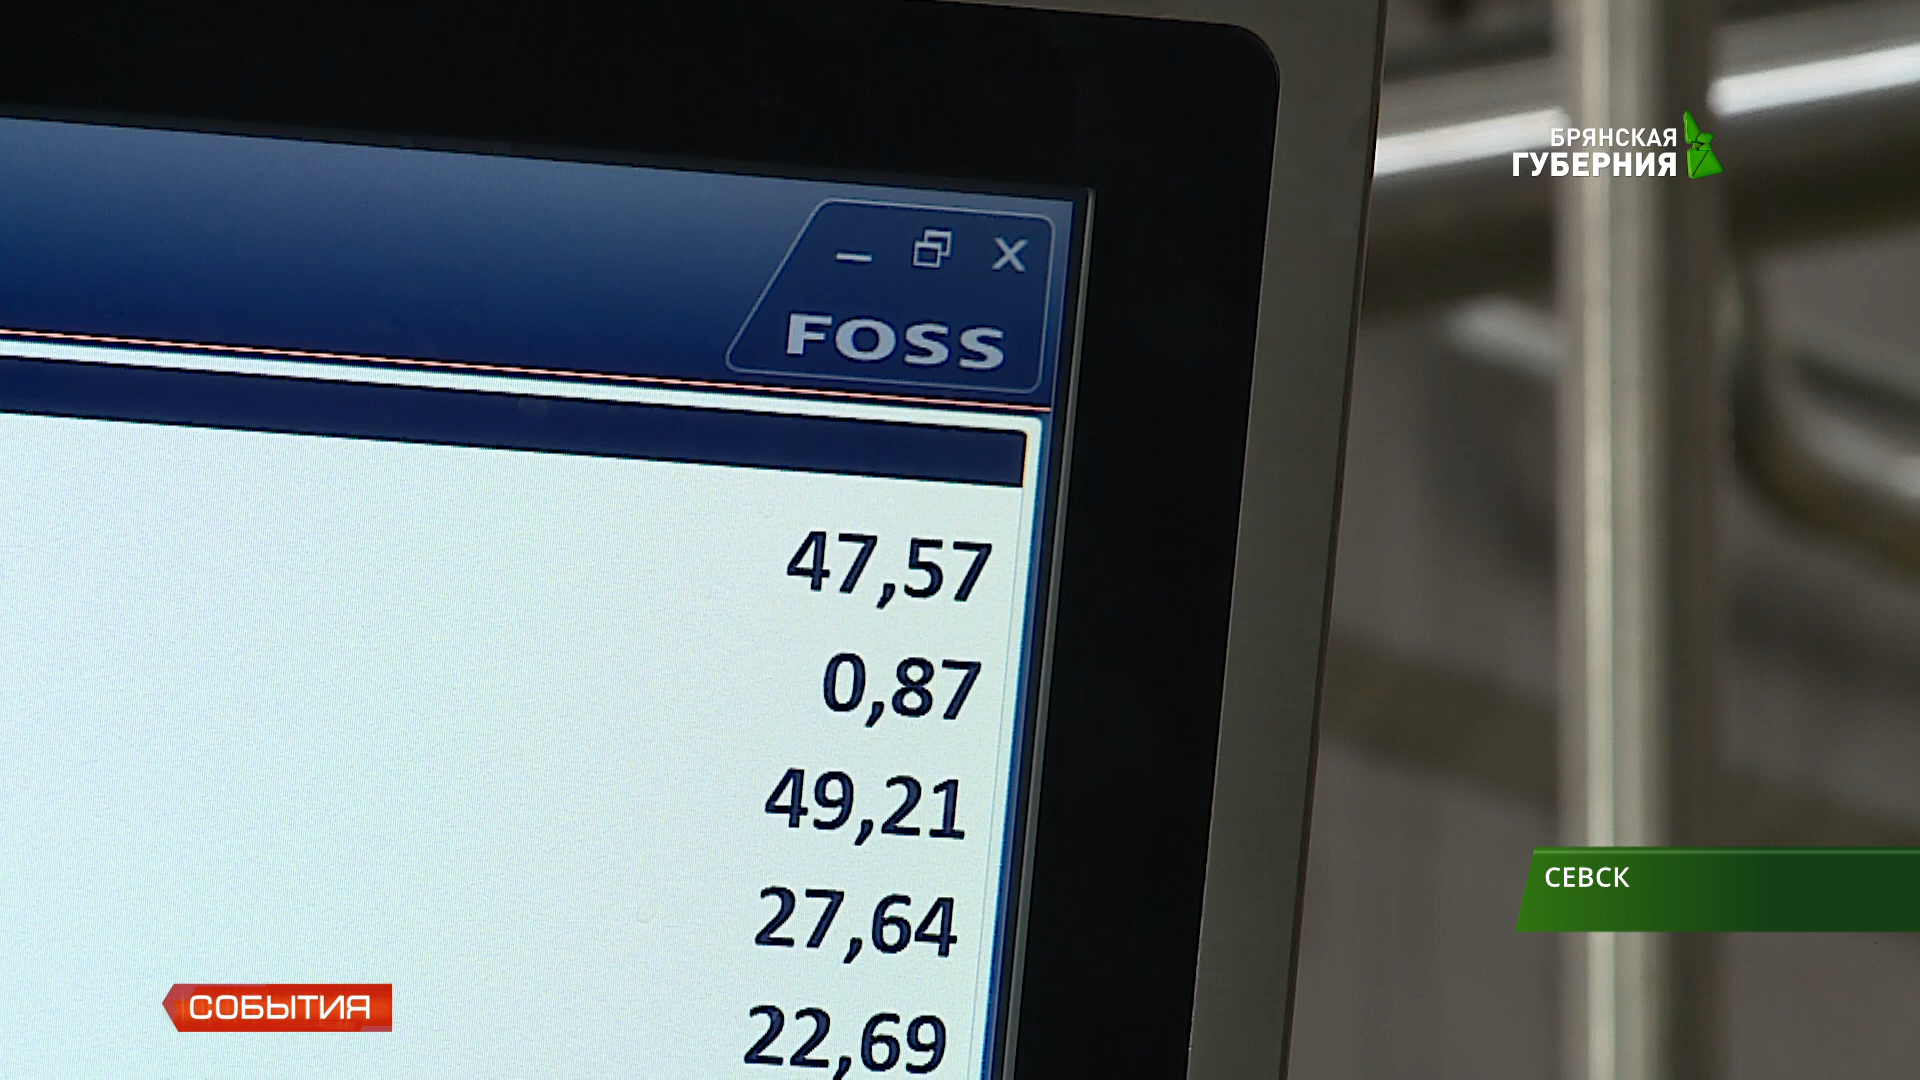 БРЯНСКАЯ
ГУБЕРНИЯ
FOSS
47,57
0,87
49,21
27,64
22,69
СЕВСК
СОБЫТИЯ